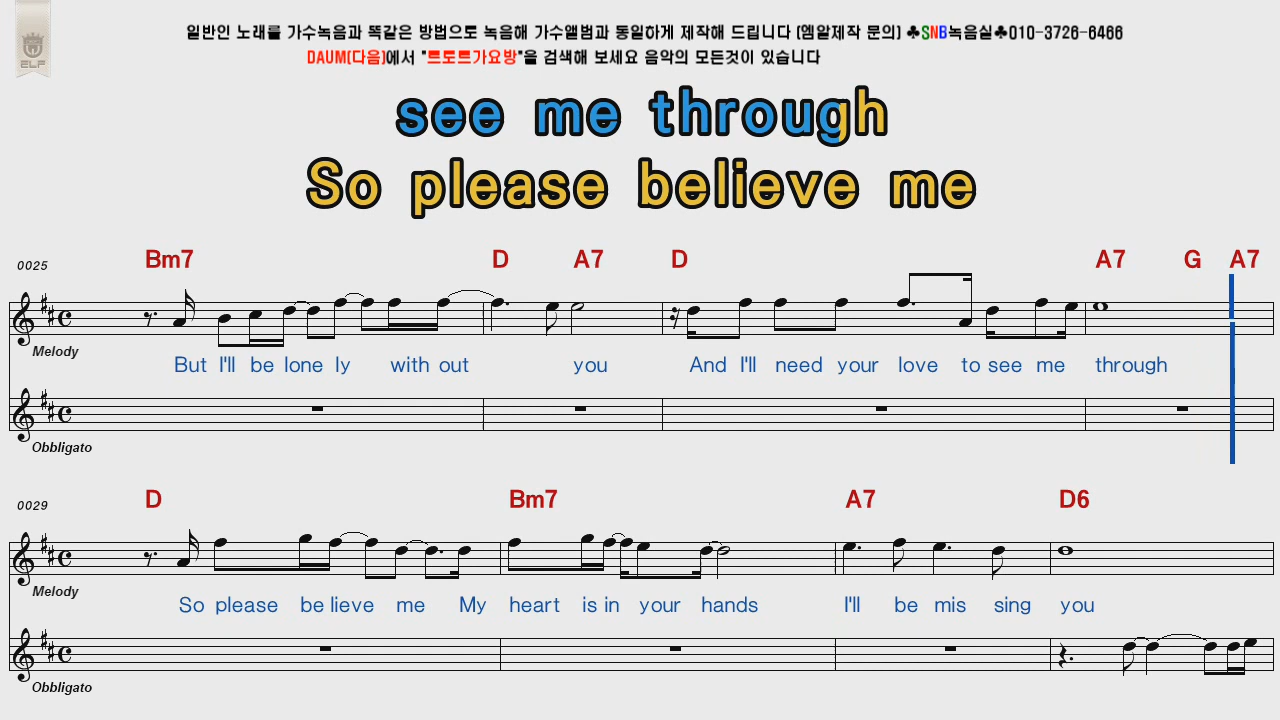 일반인 노래를 가수녹음과 똑같은 방법으로 녹음해 가수앨범과 동일하게 제작해 드립니다 (엠알제작 문의) ♣SNB녹음실♣010-3726-6466
DAUM(다음)에서 "트토트가요방"을 검색해 보세요 음악의 모든것이 있습니다
ELF
see me through
So please believe me
0025 Bm7 D A7 D A7 G A7
Melody
But I'll be lone ly with out you And I'll need your love to see me through
Obbligato
0029 D Bm7 A7 D6
Melody
So please be lieve me My heart is in your hands I'll be mis sing you
Obbligato